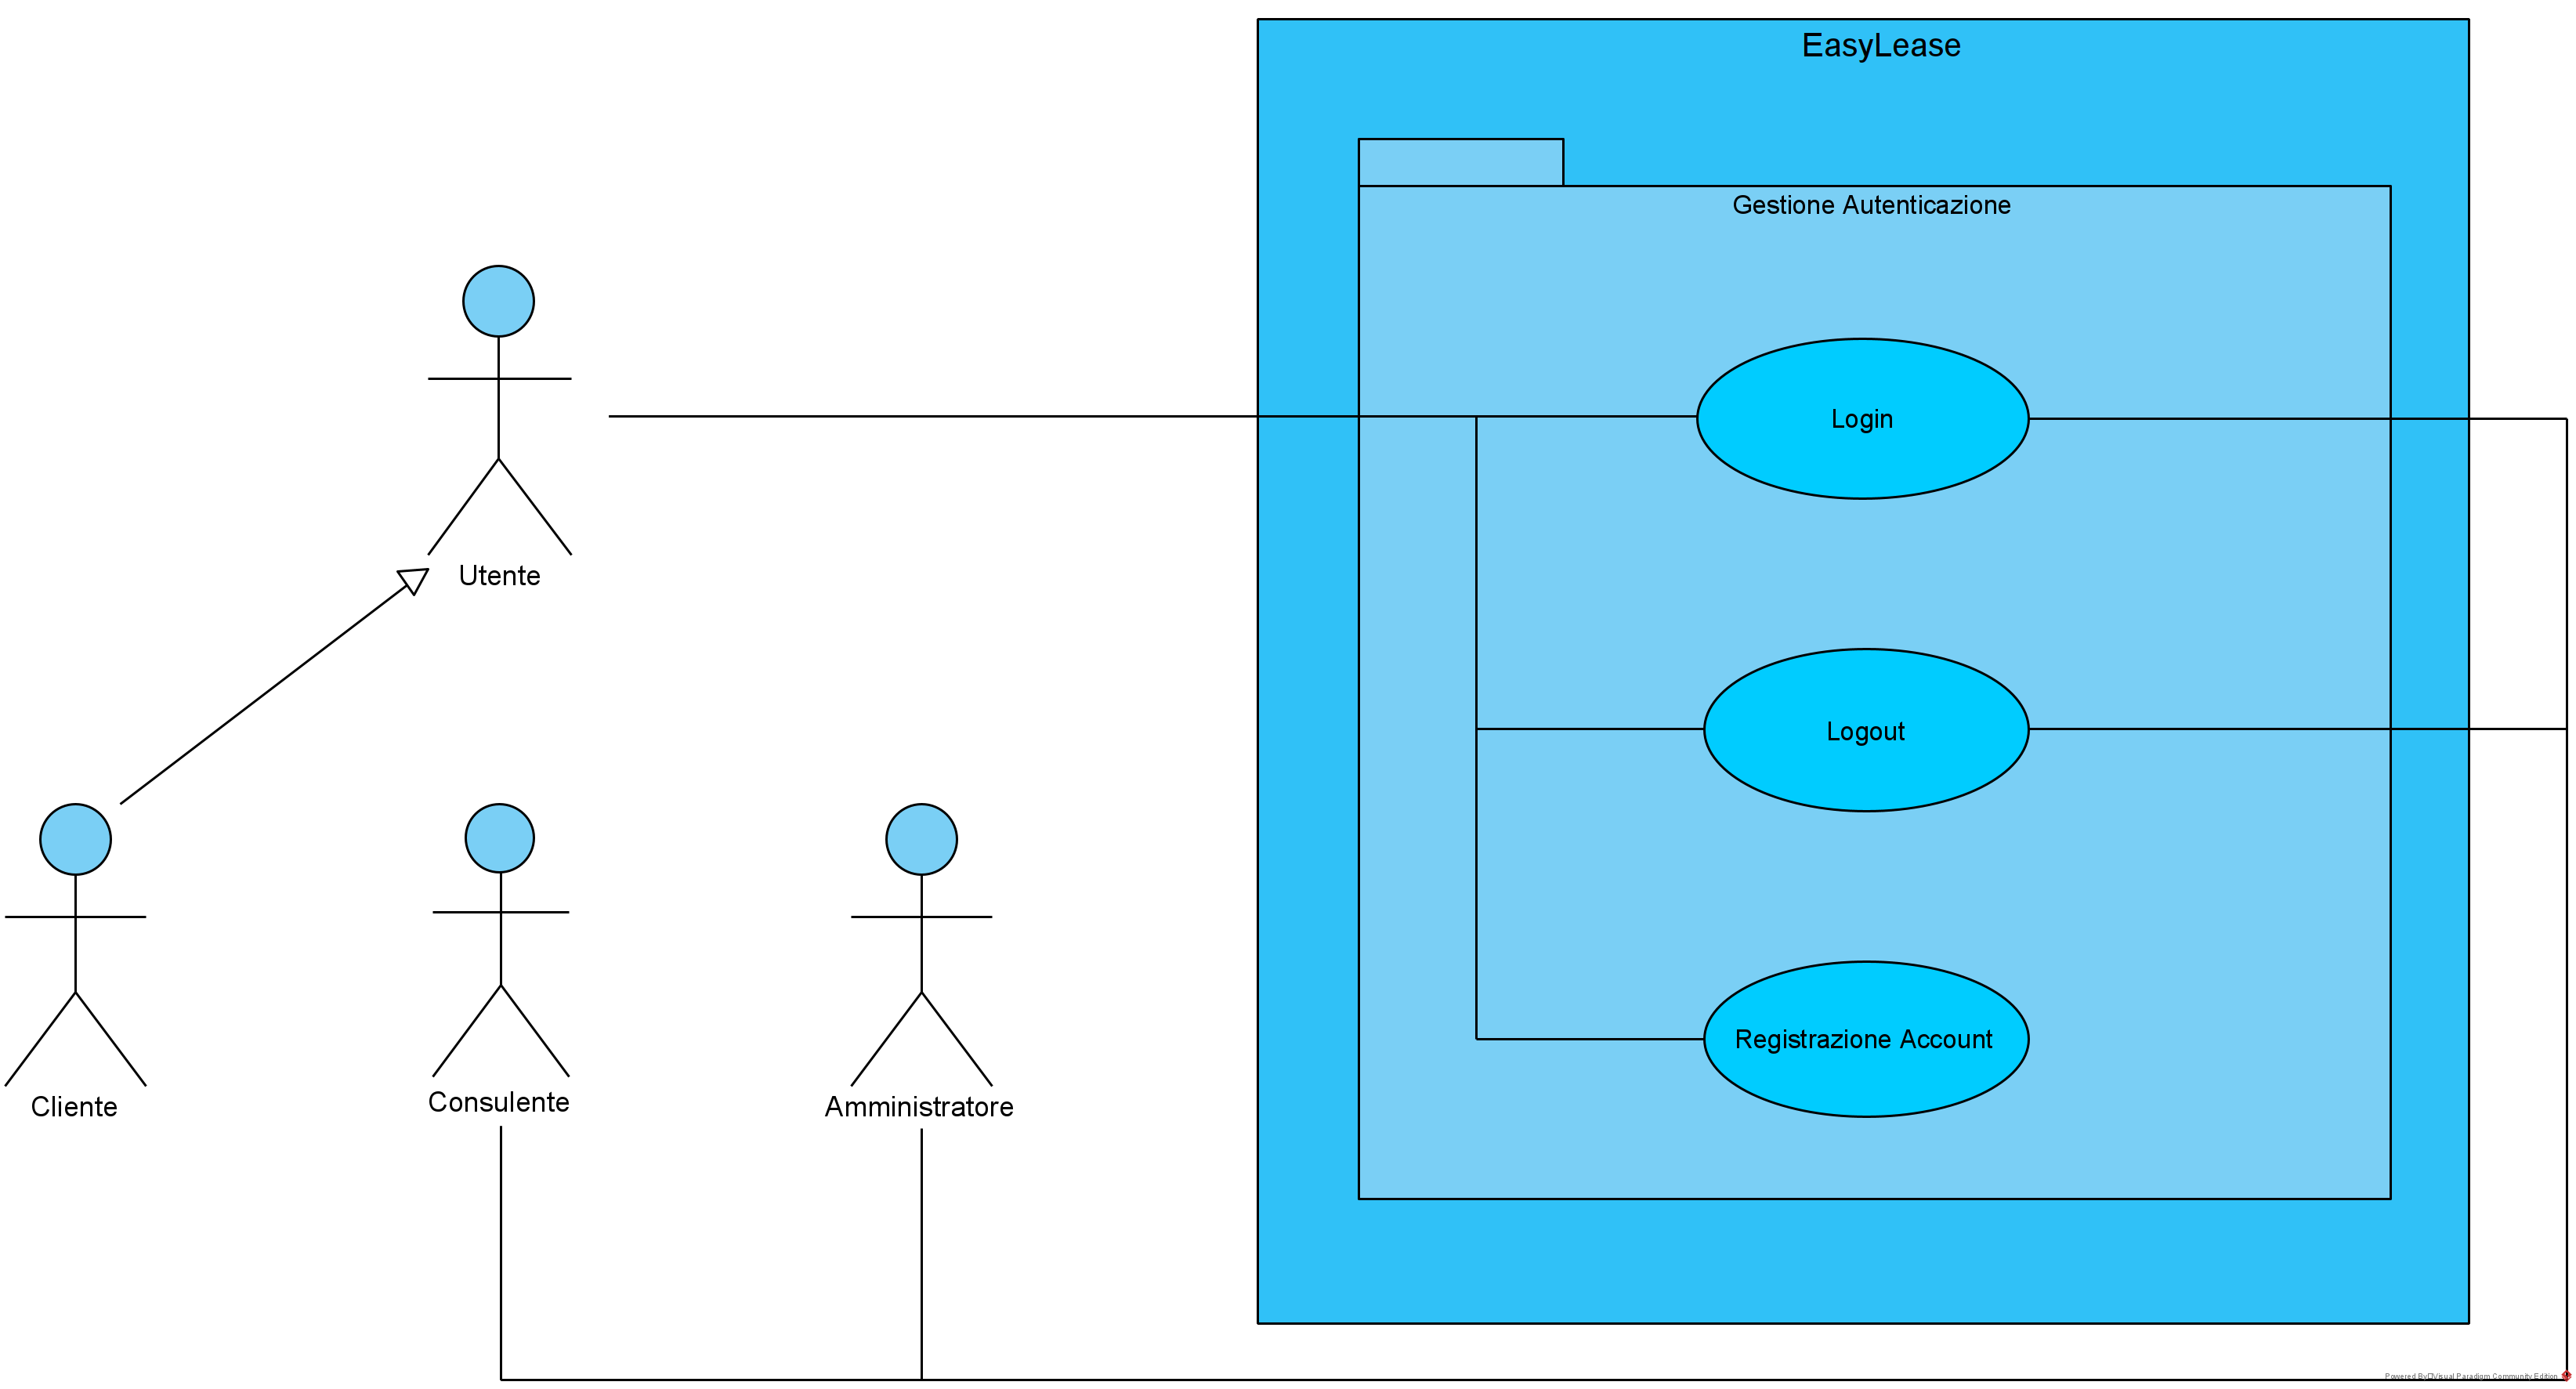 EasyLease
Gestione Autenticazione
Login
Utente
Logout
Registrazione Account
Cliente
Consulente
Amministratore
Powered By Visual Paradigm Community Edition